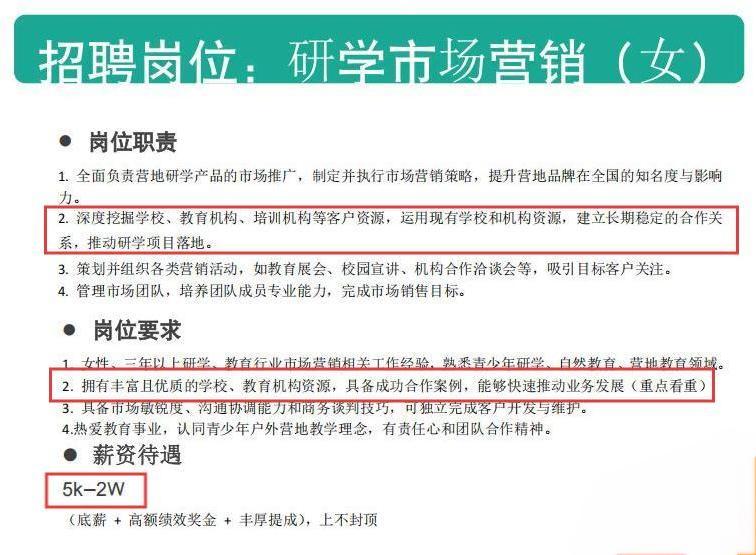 招聘岗位：研学市场营销（女）
● 岗位职责
1. 全面负责营地研学产品的市场推广，制定并执行市场营销策略，提升营地品牌在全国的知名度与影响
力。
2. 深度挖掘学校、教育机构、培训机构等客户资源，运用现有学校和机构资源，建立长期稳定的合作关
系，推动研学项目落地。
3. 策划并组织各类营销活动，如教育展会、校园宣讲、机构合作洽谈会等，吸引目标客户关注。
4. 管理市场团队，培养团队成员专业能力，完成市场销售目标。
● 岗位要求
1. 女性、三年以上研学、教育行业市场营销相关工作经验，熟悉青少年研学、自然教育、营地教育领域。
2. 拥有丰富且优质的学校、教育机构资源，具备成功合作案例，能够快速推动业务发展（重点看重）
3. 具备市场敏锐度、沟通协调能力和商务谈判技巧，可独立完成客户开发与维护。
4.热爱教育事业，认同青少年户外营地教学理念，有责任心和团队合作精神。
● 薪资待遇
5k—2W
（底薪 + 高额绩效奖金 + 丰厚提成），上不封顶